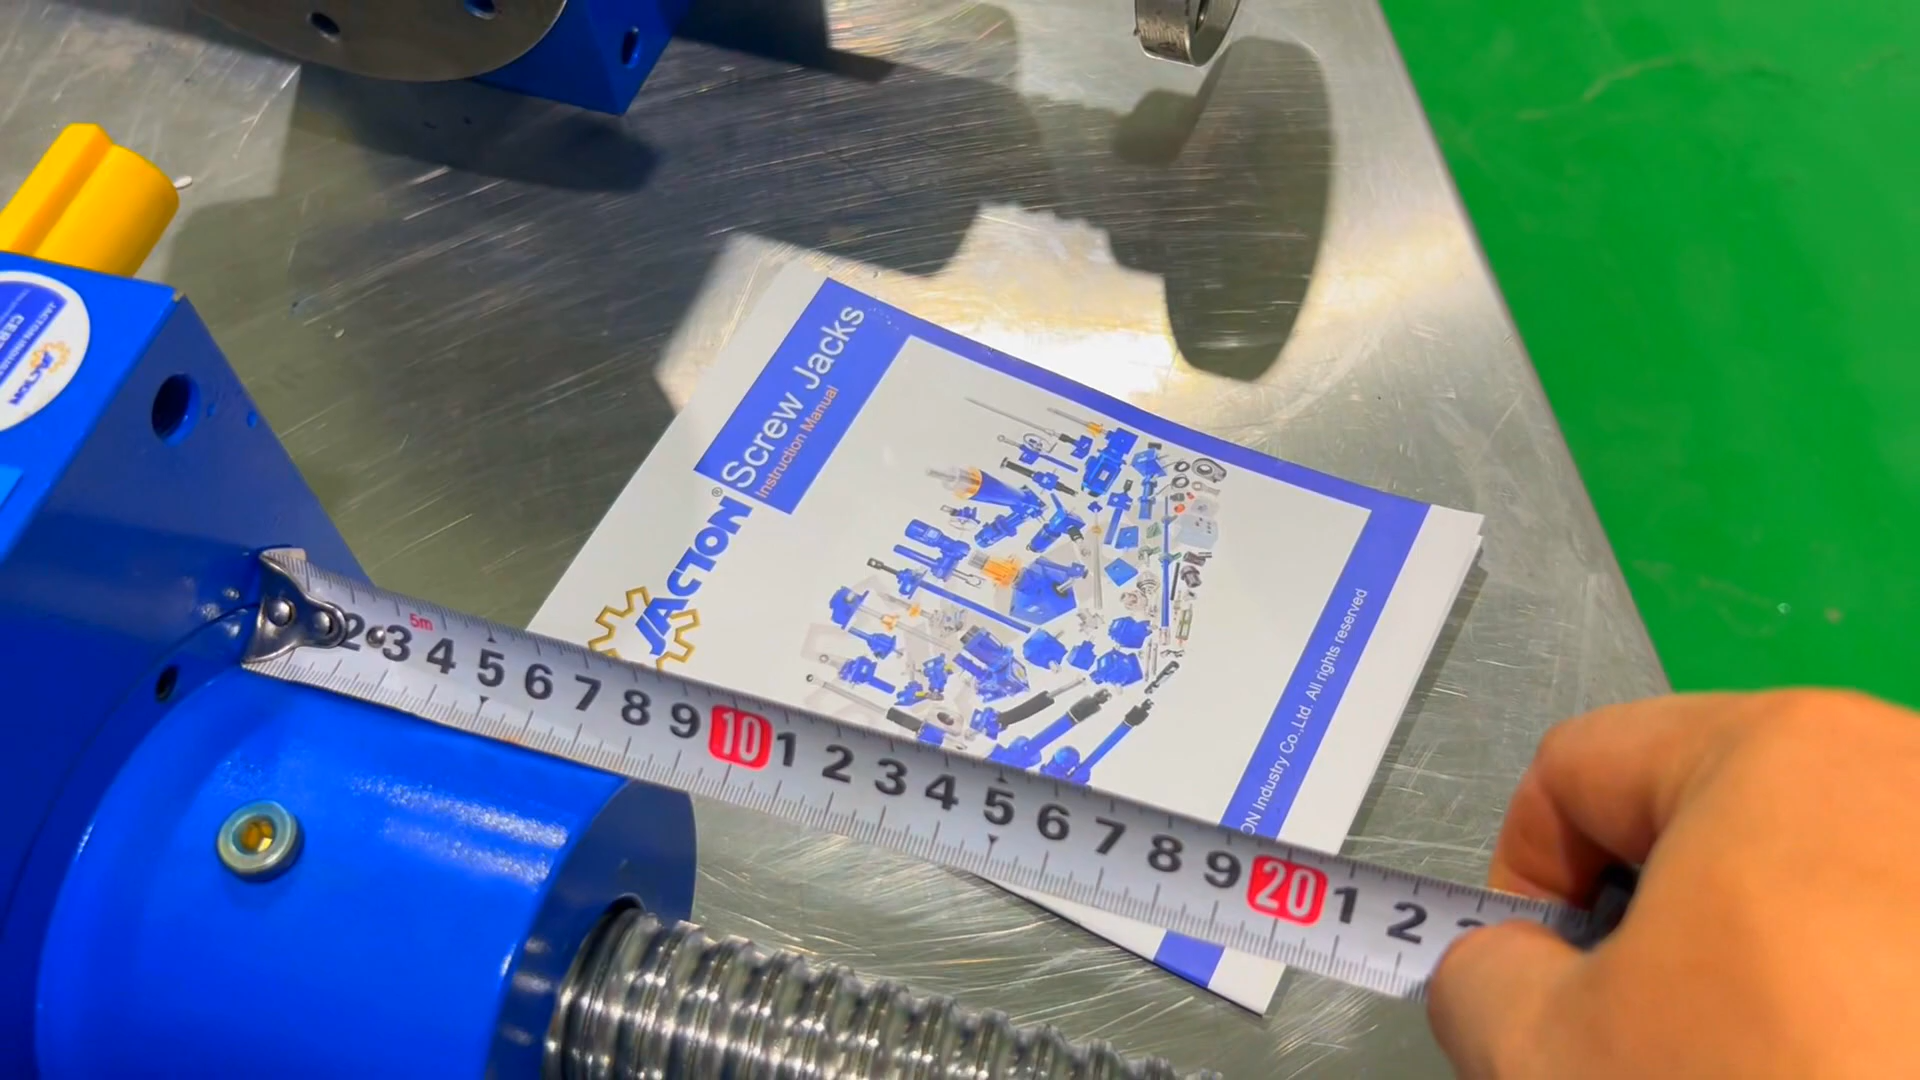 Screw Jacks
Instruction Manual
JACTON®
ON Industry Co.,Ltd. All rights reserved
5m
2 3 4 5 6 7 8 9 10 1 2 3 4 5 6 7 8 9 20 1 2
JACTON